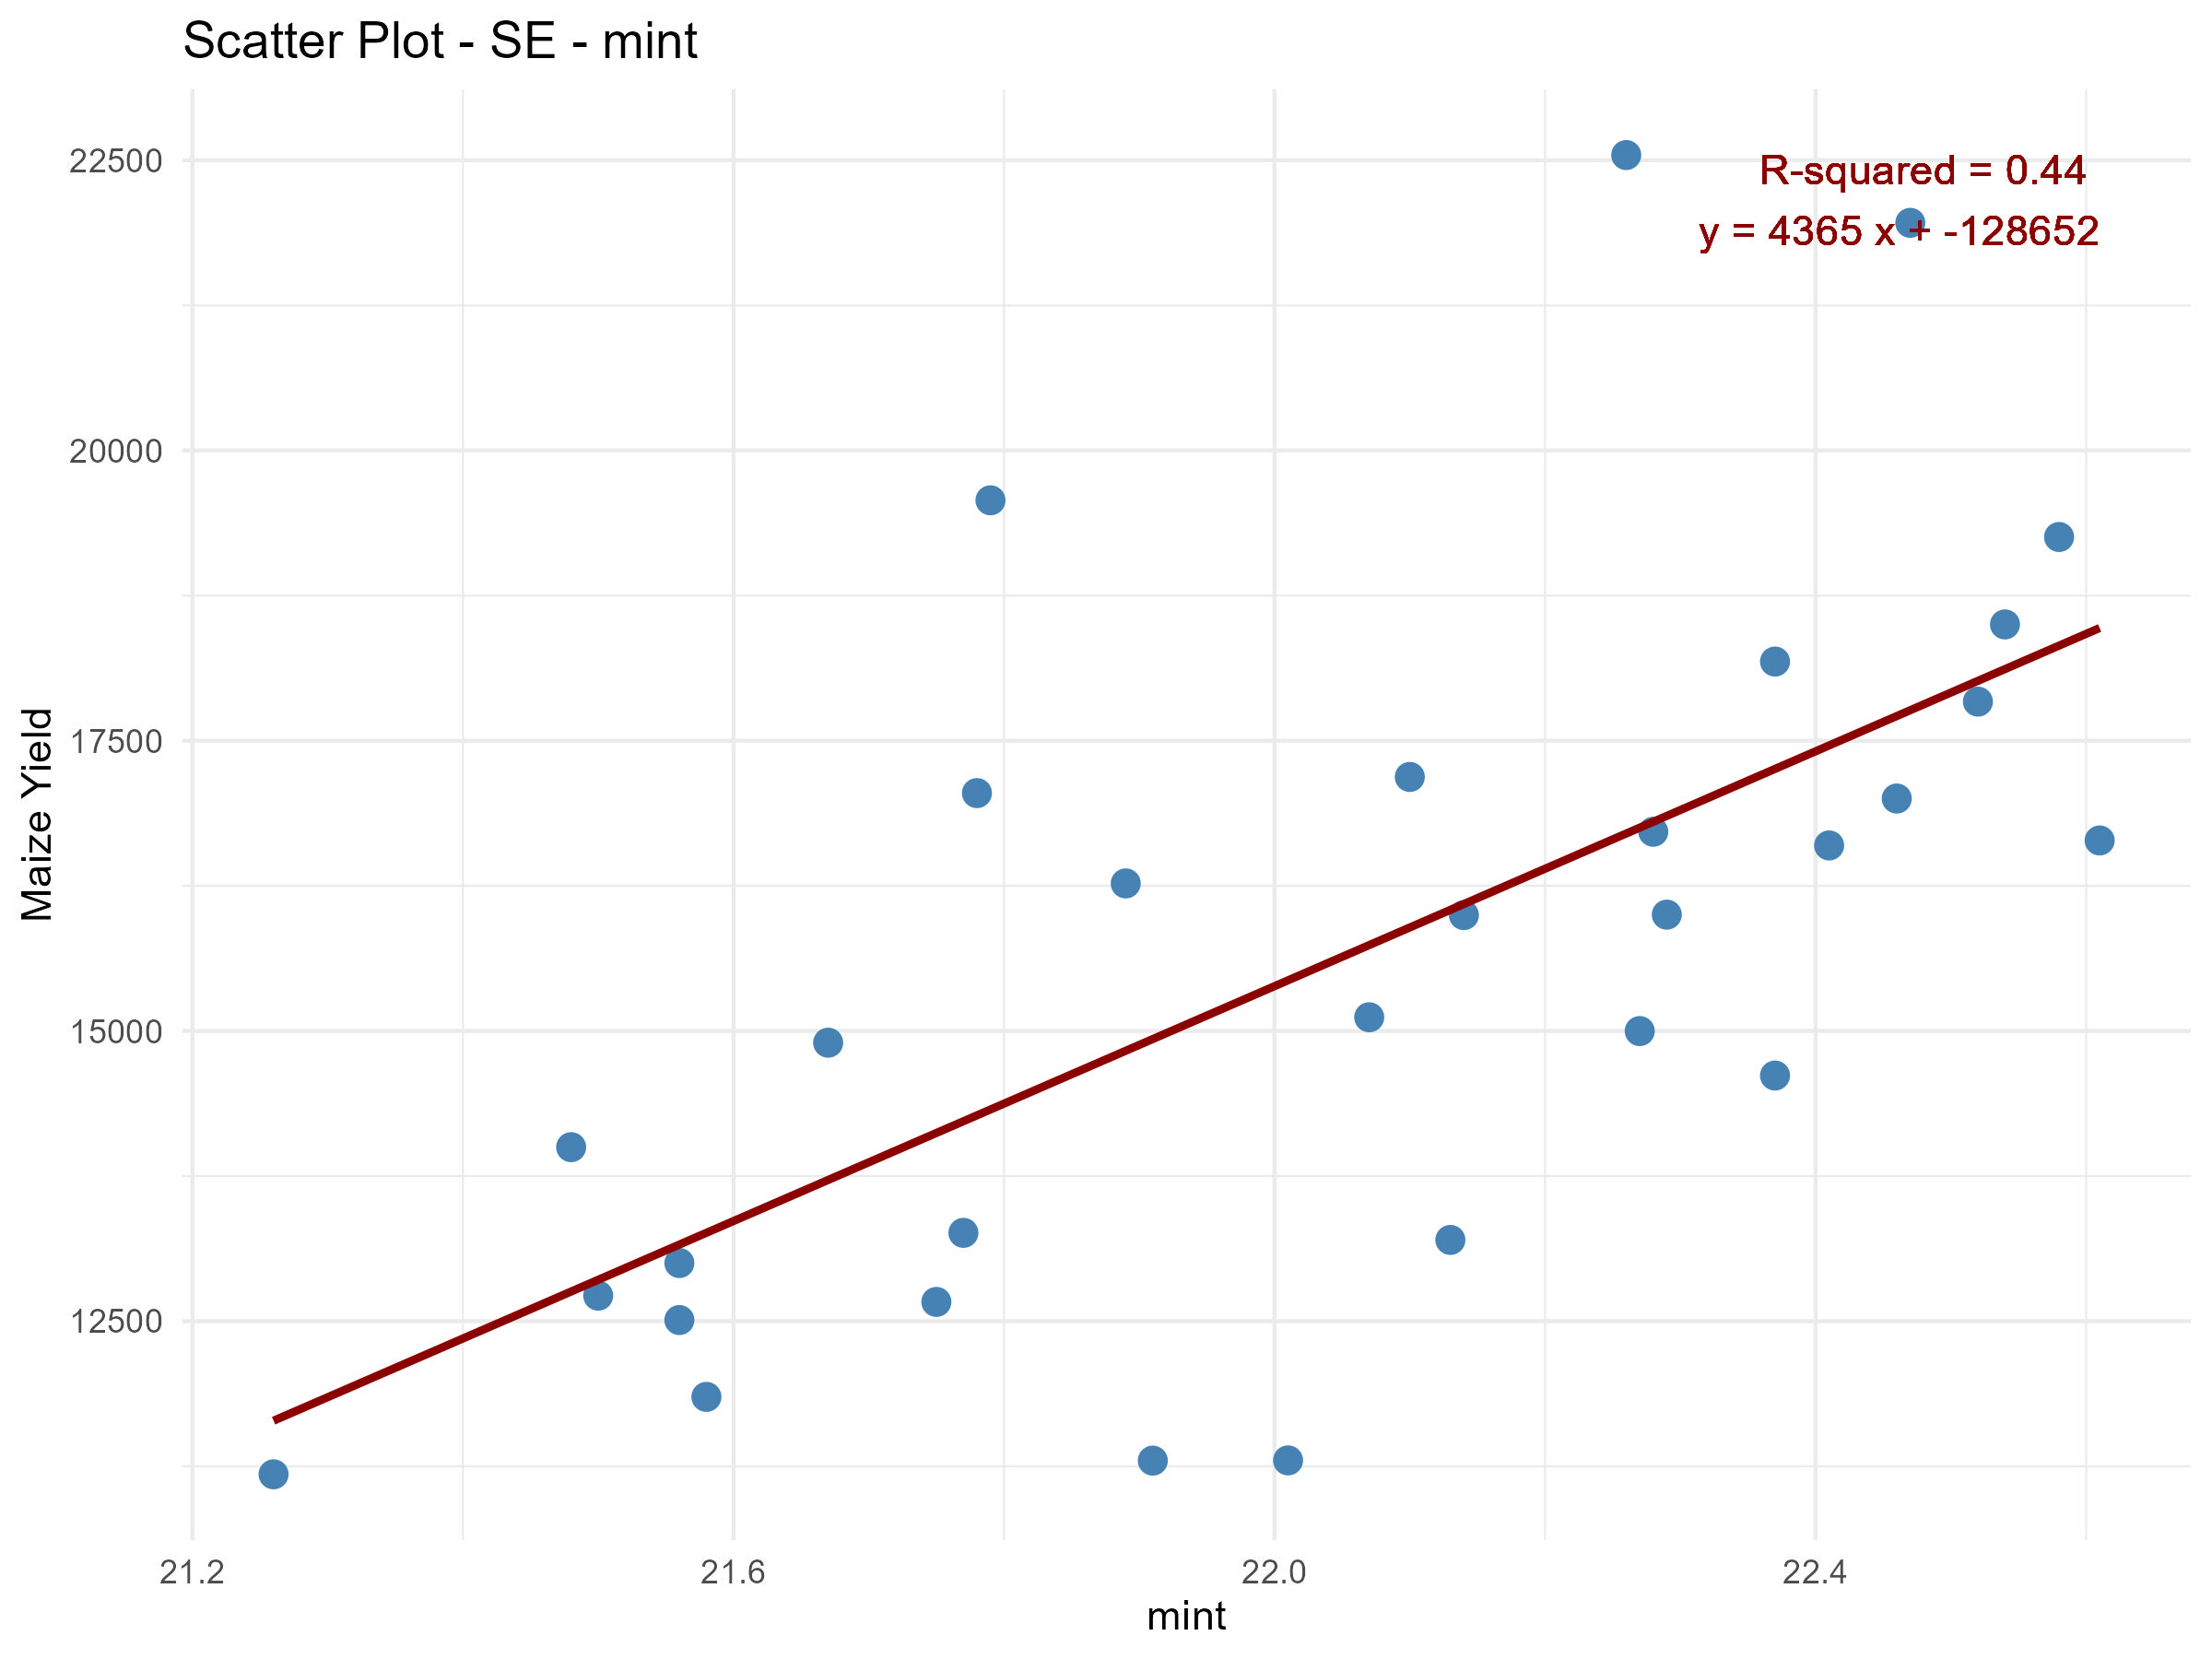 Scatter Plot - SE - mint
R-squared = 0.44
y = 4365 x + -128652
22500
20000
17500
15000
12500
Maize Yield
21.2 21.6 22.0 22.4
mint